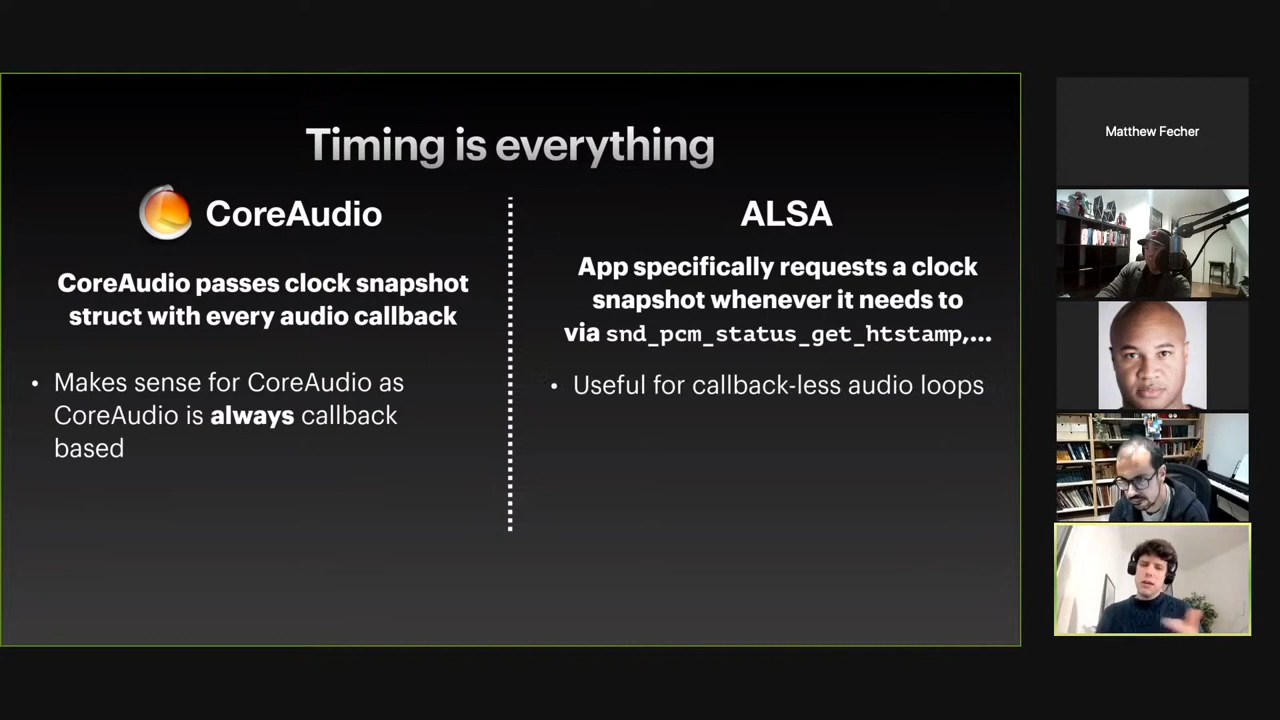 Timing is everything
CoreAudio
CoreAudio passes clock snapshot
struct with every audio callback
• Makes sense for CoreAudio as
CoreAudio is always callback
based
ALSA
App specifically requests a clock
snapshot whenever it needs to
via snd_pcm_status_get_htstamp,...
• Useful for callback-less audio loops
Matthew Fecher